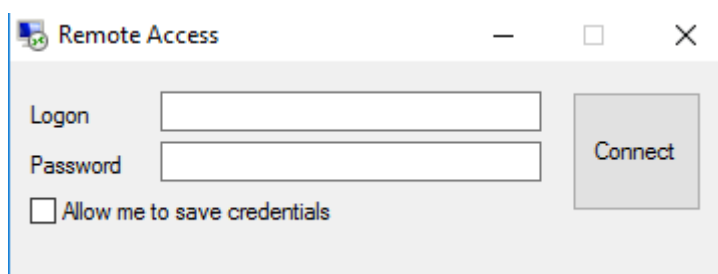 Remote Access
Logon
Password
Connect
Allow me to save credentials